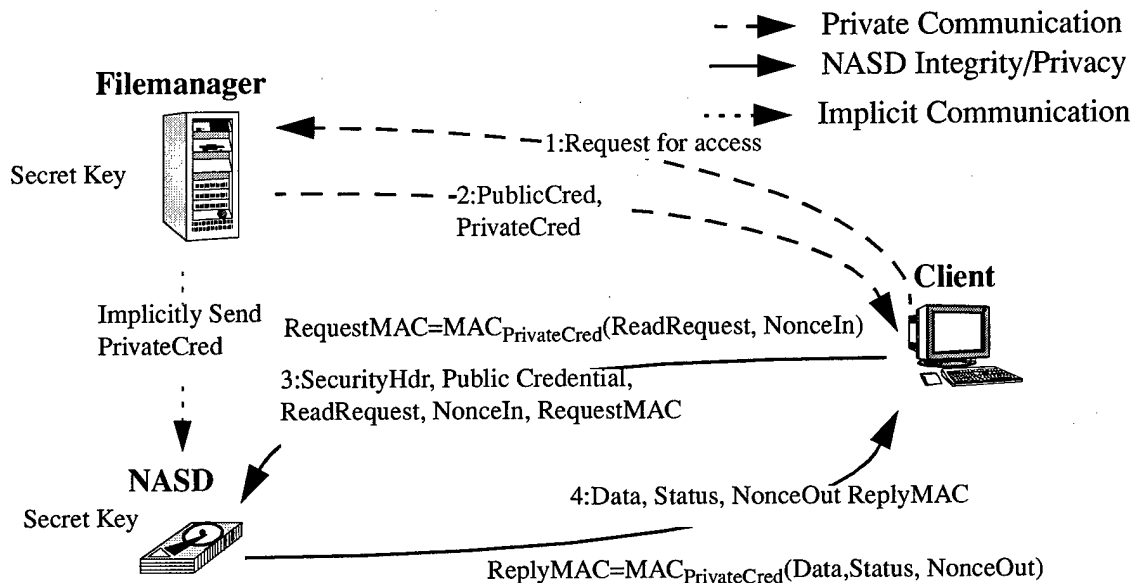 Private Communication
NASD Integrity/Privacy
Implicit Communication
Filemanager
Secret Key
1:Request for access
2:PublicCred,
PrivateCred
Client
Implicitly Send
PrivateCred
RequestMAC=MACPrivateCred(ReadRequest, NonceIn)
3:SecurityHdr, Public Credential,
ReadRequest, NonceIn, RequestMAC
NASD
Secret Key
4:Data, Status, NonceOut ReplyMAC
ReplyMAC=MACPrivateCred(Data,Status, NonceOut)